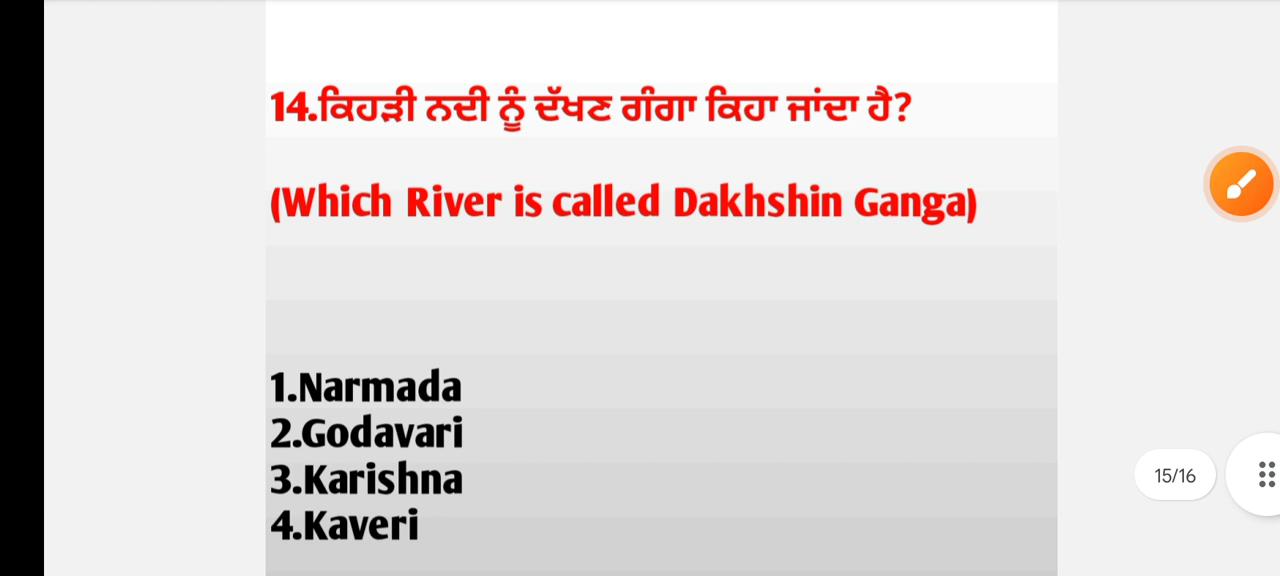 14.ਕਿਹੜੀ ਨਦੀ ਨੂੰ ਦੱਖਣ ਗੰਗਾ ਕਿਹਾ ਜਾਂਦਾ ਹੈ?
(Which River is called Dakhshin Ganga)
1.Narmada
2.Godavari
3.Karishna
4.Kaveri
15/16